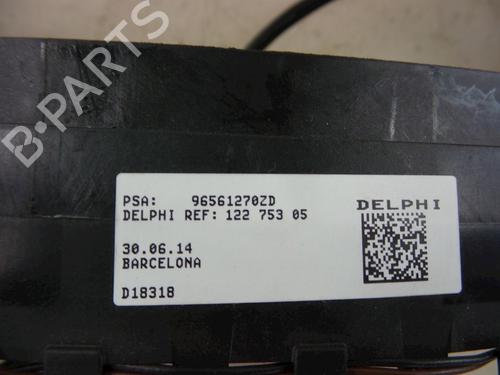 B-PARTS
PSA: 96561270ZD
DELPHI
DELPHI REF: 122 753 05
30.06.14
BARCELONA
D18318